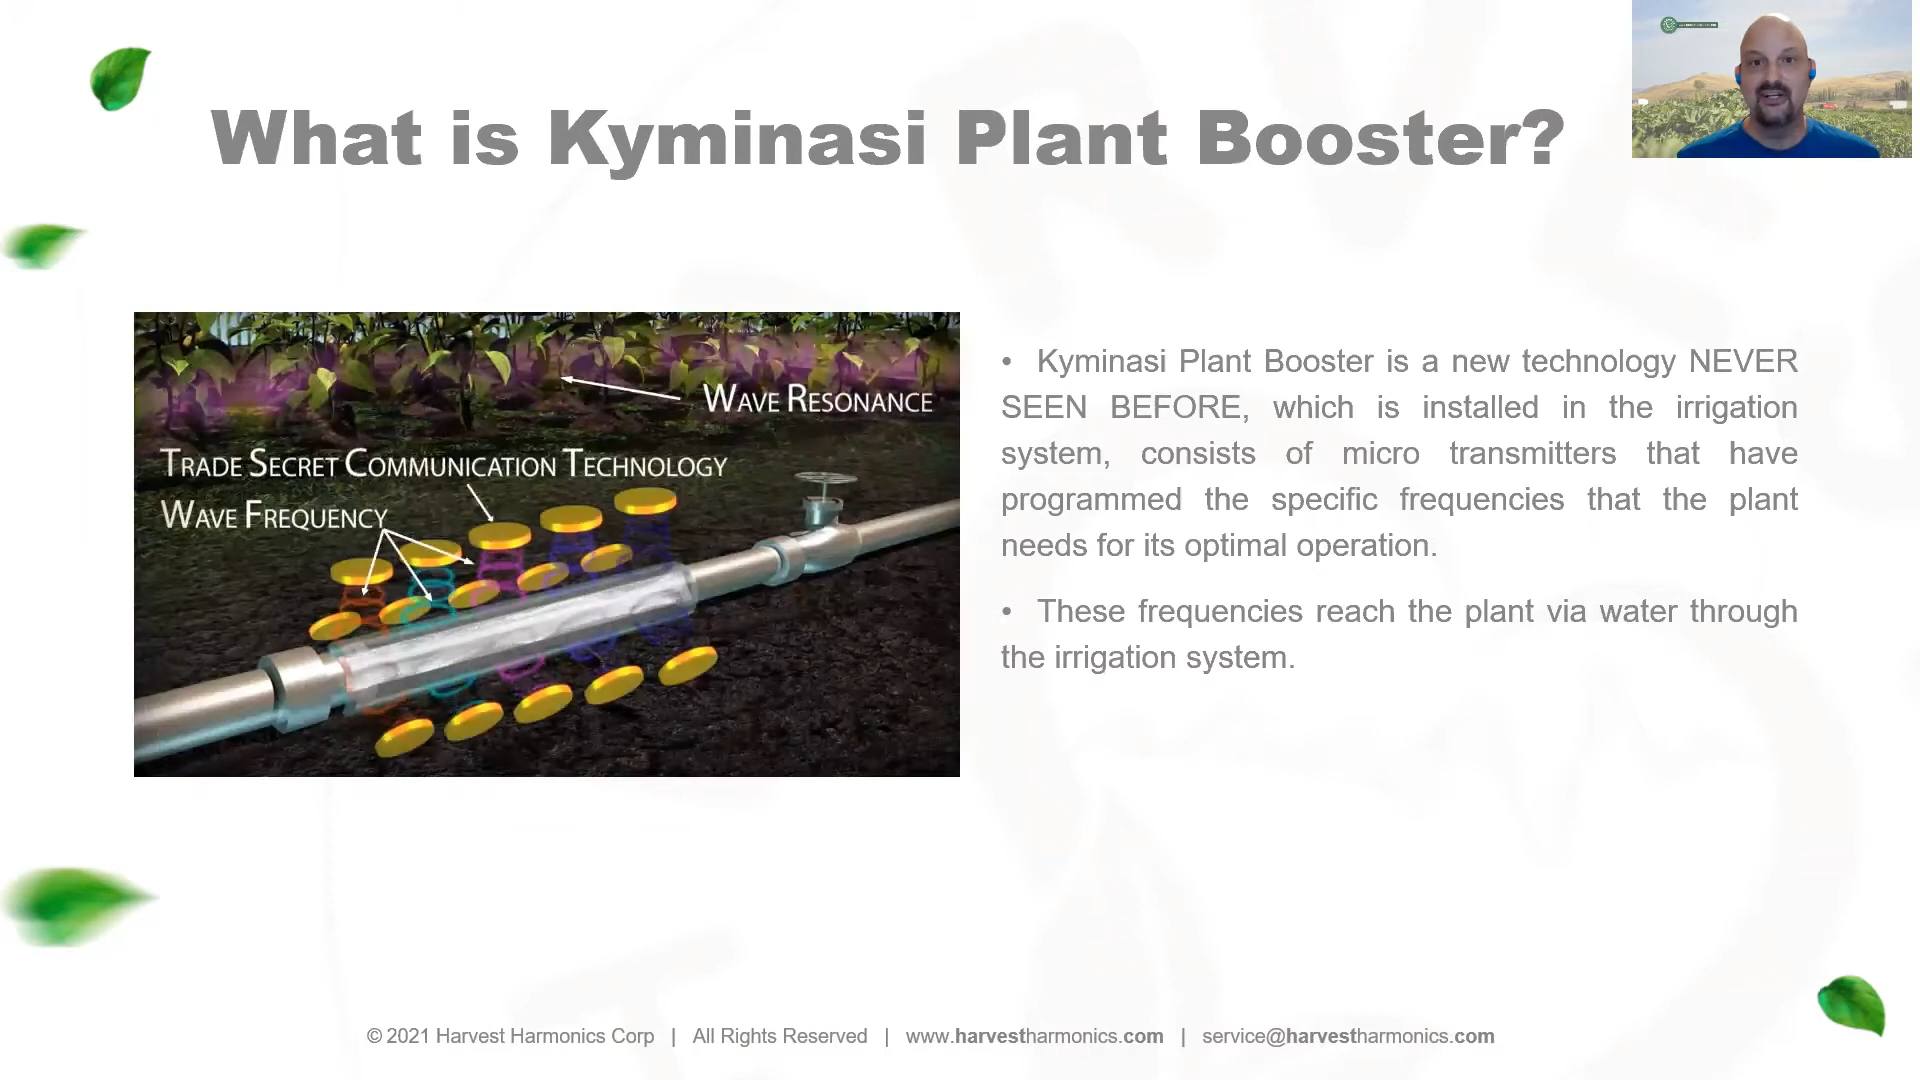 What is Kyminasi Plant Booster?
WAVE RESONANCE
TRADE SECRET COMMUNICATION TECHNOLOGY
WAVE FREQUENCY
• Kyminasi Plant Booster is a new technology NEVER
SEEN BEFORE, which is installed in the irrigation
system, consists of micro transmitters that have
programmed the specific frequencies that the plant
needs for its optimal operation.
• These frequencies reach the plant via water through
the irrigation system.
© 2021 Harvest Harmonics Corp | All Rights Reserved | www.harvestharmonics.com | service@harvestharmonics.com